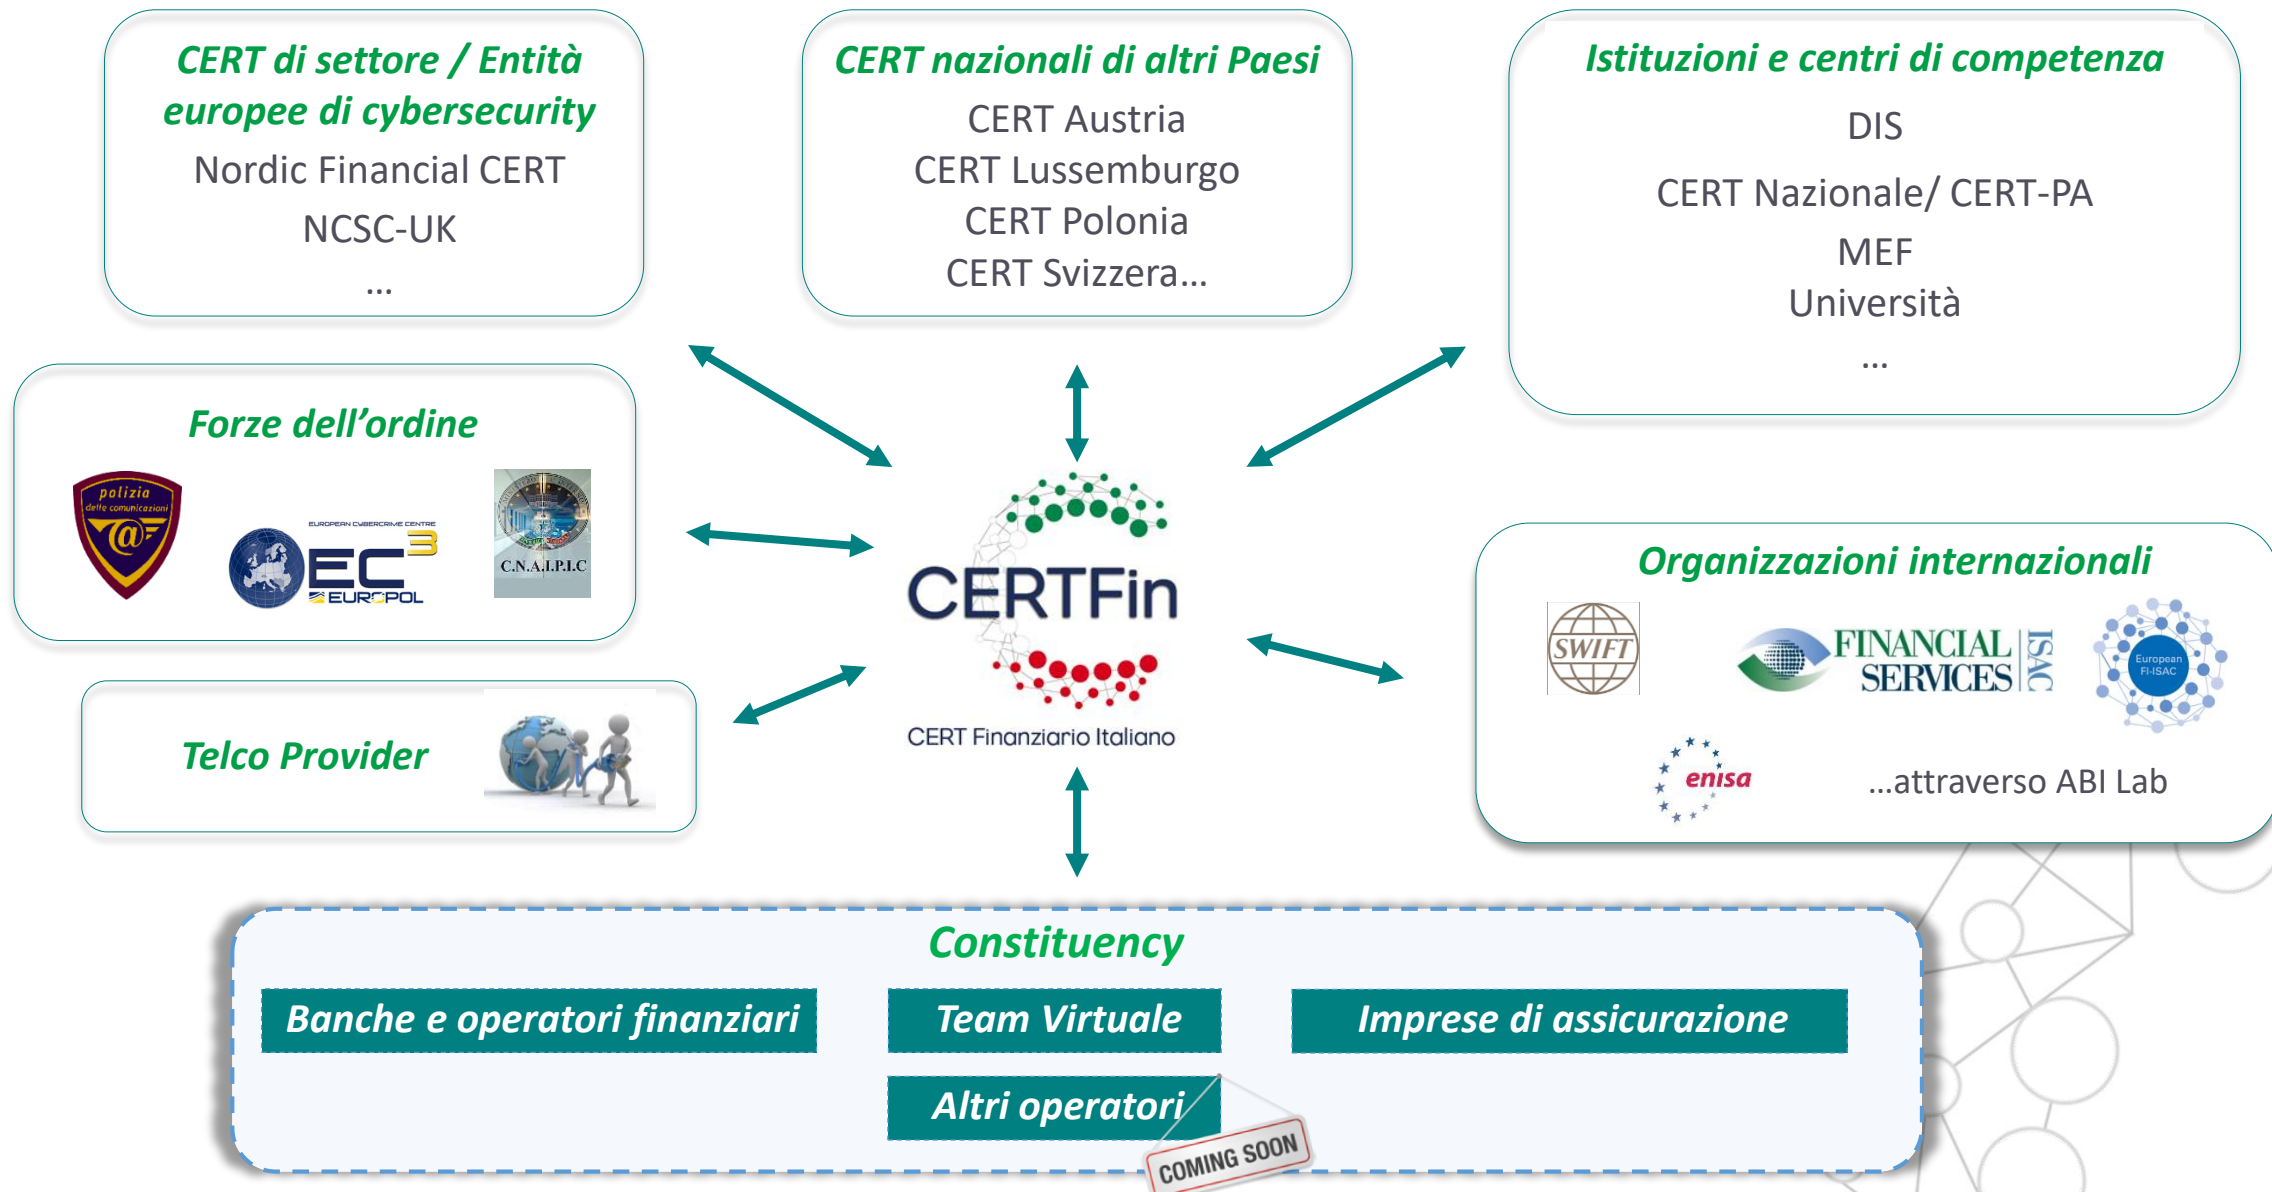 CERT di settore / Entità
europee di cybersecurity
Nordic Financial CERT
NCSC-UK
...
CERT nazionali di altri Paesi
CERT Austria
CERT Lussemburgo
CERT Polonia
CERT Svizzera...
Istituzioni e centri di competenza
DIS
CERT Nazionale/ CERT-PA
MEF
Università
...
Forze dell’ordine
polizia
delle comunicazioni
@
EUROPEAN CYBERCRIME CENTRE
EC3
EUROPOL
C.N.A.I.P.I.C
Telco Provider
CERTFin
CERT Finanziario Italiano
Organizzazioni internazionali
SWIFT
FINANCIAL
SERVICES
ISAC
European
FI-ISAC
enisa
...attraverso ABI Lab
Constituency
Banche e operatori finanziari
Team Virtuale
Imprese di assicurazione
Altri operatori
COMING SOON